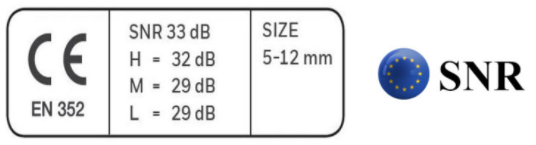 CE
EN 352
SNR 33 dB
H = 32 dB
M = 29 dB
L = 29 dB
SIZE
5-12 mm
SNR